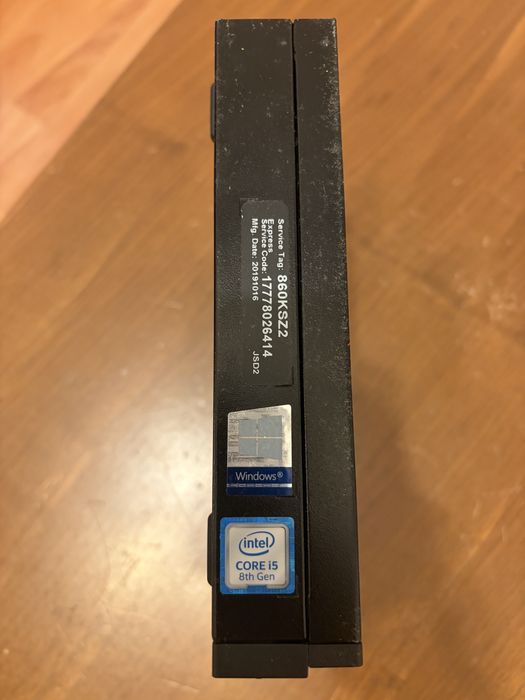 Service Tag: 860KSZ2
Express
Service Code: 17778026414
Mfg. Date: 20191016 JSD2
Windows®
intel
CORE i5
8th Gen